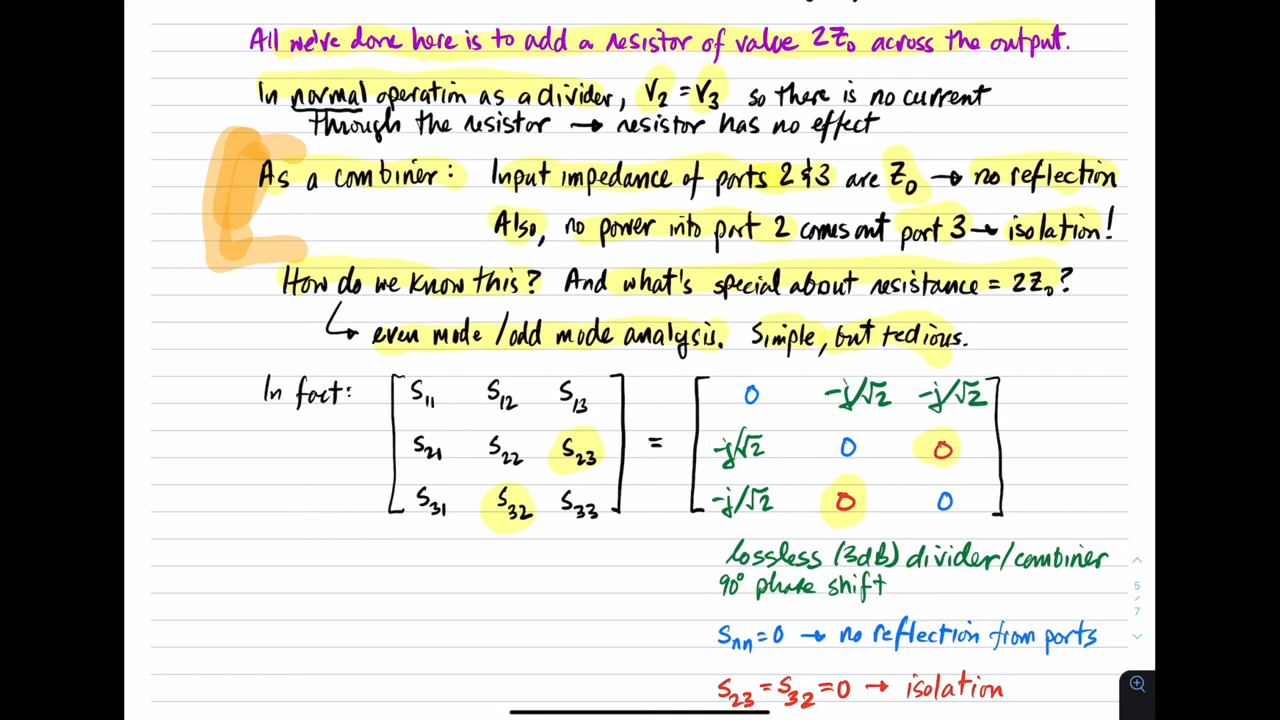 All we've done here is to add a resistor of value 2Z₀ across the output.
In normal operation as a divider, V₂ = V₃ so there is no current
through the resistor → resistor has no effect
As a combiner: Input impedance of ports 2 & 3 are Z₀ → no reflection
Also, no power into port 2 comes out port 3 → isolation!
How do we know this? And what's special about resistance = 2Z₀?
↳ even mode/odd mode analysis. Simple, but tedious.
In fact: [S₁₁ S₁₂ S₁₃ = [0 -j/√2 -j/√2
S₂₁ S₂₂ S₂₃ -j/√2 0 0
S₃₁ S₃₂ S₃₃] -j/√2 0 0]
lossless (3dB) divider/combiner
90° phase shift
Sₙₙ = 0 → no reflection from ports
S₂₃ = S₃₂ = 0 → isolation
5
/
7